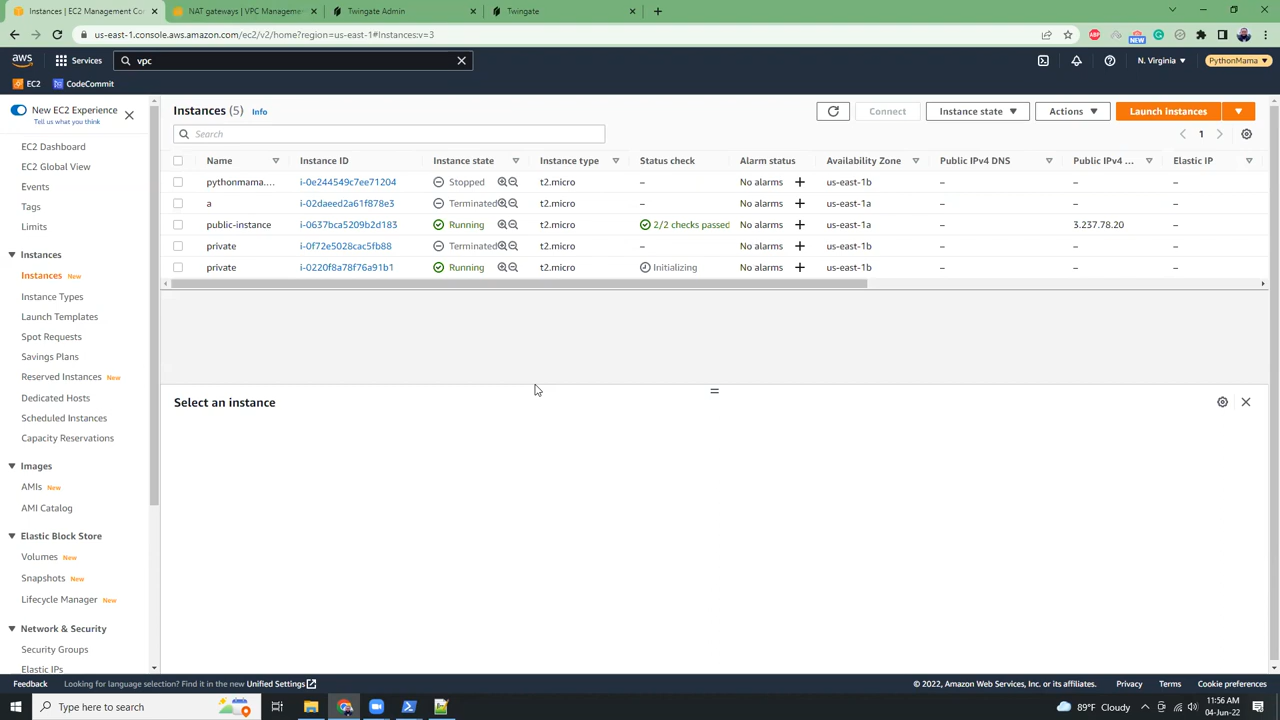 Instances | EC2 Management Co
NAT gateways | VPC Manageme
Twingate Admin
Twingate
us-east-1.console.aws.amazon.com/ec2/v2/home?region=us-east-1#Instances:v=3
aws
Services
vpc
N. Virginia
PythonMama
EC2
CodeCommit
New EC2 Experience
Tell us what you think
EC2 Dashboard
EC2 Global View
Events
Tags
Limits
Instances
Instances New
Instance Types
Launch Templates
Spot Requests
Savings Plans
Reserved Instances New
Dedicated Hosts
Scheduled Instances
Capacity Reservations
Images
AMIs New
AMI Catalog
Elastic Block Store
Volumes New
Snapshots New
Lifecycle Manager New
Network & Security
Security Groups
Elastic IPs
Instances (5) Info
Connect
Instance state
Actions
Launch instances
Search
1
Name Instance ID Instance state Instance type Status check Alarm status Availability Zone Public IPv4 DNS Public IPv4 ... Elastic IP
pythonmama.... i-0e244549c7ee71204 Stopped t2.micro – No alarms + us-east-1b – – –
a i-02daeed2a61f878e3 Terminated t2.micro – No alarms + us-east-1a – – –
public-instance i-0637bca5209b2d183 Running t2.micro 2/2 checks passed No alarms + us-east-1a – 3.237.78.20 –
private i-0f72e5028cac5fb88 Terminated t2.micro – No alarms + us-east-1b – – –
private i-0220f8a78f76a91b1 Running t2.micro Initializing No alarms + us-east-1b – – –
Select an instance
Feedback
Looking for language selection? Find it in the new Unified Settings
© 2022, Amazon Web Services, Inc. or its affiliates.
Privacy
Terms
Cookie preferences
Type here to search
89°F Cloudy
11:56 AM
04-Jun-22